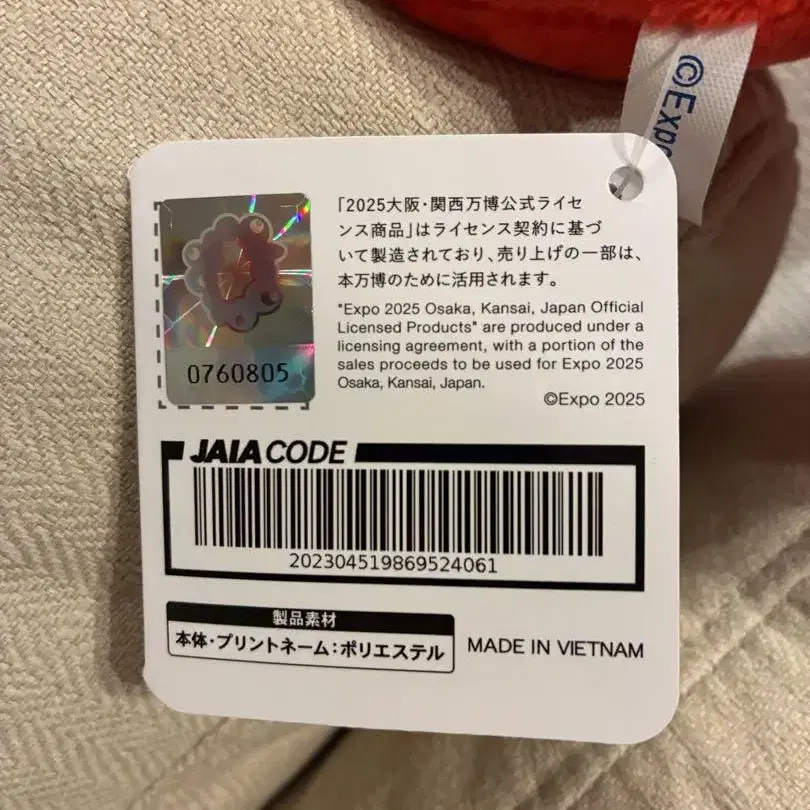 ©Expo
「2025大阪・関西万博公式ライセ
ンス商品」はライセンス契約に基づ
いて製造されており、売り上げの一部は、
本万博のために活用されます。
"Expo 2025 Osaka, Kansai, Japan Official
Licensed Products" are produced under a
licensing agreement, with a portion of the
sales proceeds to be used for Expo 2025
Osaka, Kansai, Japan.
©Expo 2025
0760805
JAIA CODE
202304519869524061
製品素材
本体・プリントネーム：ポリエステル
MADE IN VIETNAM